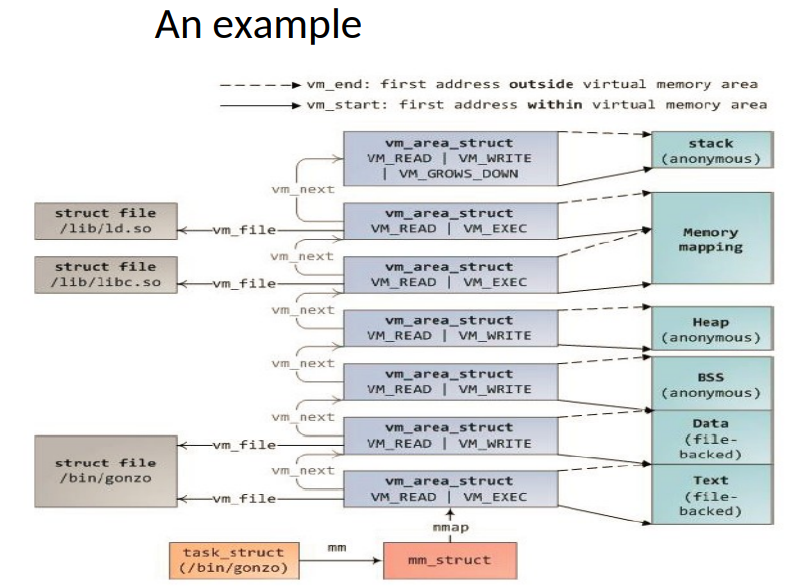 An example
vm_end: first address outside virtual memory area
vm_start: first address within virtual memory area
vm_area_struct
VM_READ | VM_WRITE
| VM_GROWS_DOWN
stack
(anonymous)
vm_next
struct file
/lib/ld.so
vm_file
vm_area_struct
VM_READ | VM_EXEC
Memory
mapping
vm_next
struct file
/lib/libc.so
vm_file
vm_area_struct
VM_READ | VM_EXEC
vm_next
vm_area_struct
VM_READ | VM_WRITE
Heap
(anonymous)
vm_next
vm_area_struct
VM_READ | VM_WRITE
BSS
(anonymous)
vm_next
vm_file
vm_area_struct
VM_READ | VM_WRITE
Data
(file-
backed)
struct file
/bin/gonzo
vm_next
vm_file
vm_area_struct
VM_READ | VM_EXEC
Text
(file-
backed)
mmap
task_struct
(/bin/gonzo)
mm
mm_struct